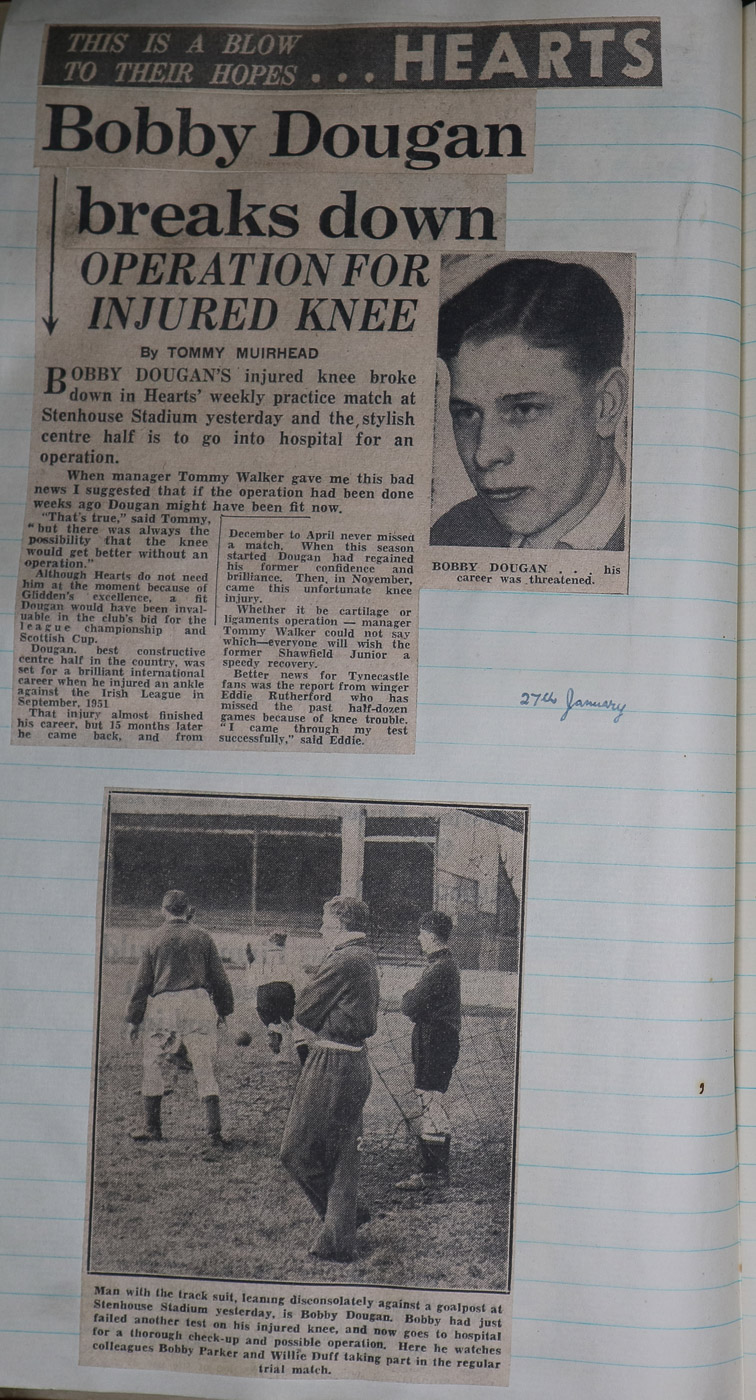 THIS IS A BLOW
TO THEIR HOPES . . . HEARTS
Bobby Dougan
breaks down
OPERATION FOR
INJURED KNEE
By TOMMY MUIRHEAD
BOBBY DOUGAN'S injured knee broke
down in Hearts' weekly practice match at
Stenhouse Stadium yesterday and the stylish
centre half is to go into hospital for an
operation.
When manager Tommy Walker gave me this bad
news I suggested that if the operation had been done
weeks ago Dougan might have been fit now.
"That's true," said Tommy,
"but there was always the
possibility that the knee
would get better without an
operation."
Although Hearts do not need
him at the moment because of
Glidden's excellence, a fit
Dougan would have been inval-
uable in the club's bid for the
league championship and
Scottish Cup.
Dougan, best constructive
centre half in the country, was
set for a brilliant international
career when he injured an ankle
against the Irish League in
September, 1951
That injury almost finished
his career, but 15 months later
he came back, and from
December to April never missed
a match. When this season
started Dougan had regained
his former confidence and
brilliance. Then, in November,
came this unfortunate knee
injury.
Whether it be cartilage or
ligaments operation — manager
Tommy Walker could not say
which—everyone will wish the
former Shawfield Junior a
speedy recovery.
Better news for Tynecastle
fans was the report from winger
Eddie Rutherford who has
missed the past half-dozen
games because of knee trouble.
"I came through my test
successfully," said Eddie.
BOBBY DOUGAN . . . his
career was threatened.
27th January
Man with the track suit, leaning disconsolately against a goalpost at
Stenhouse Stadium yesterday, is Bobby Dougan. Bobby had just
failed another test on his injured knee, and now goes to hospital
for a thorough check-up and possible operation. Here he watches
colleagues Bobby Parker and Willie Duff taking part in the regular
trial match.